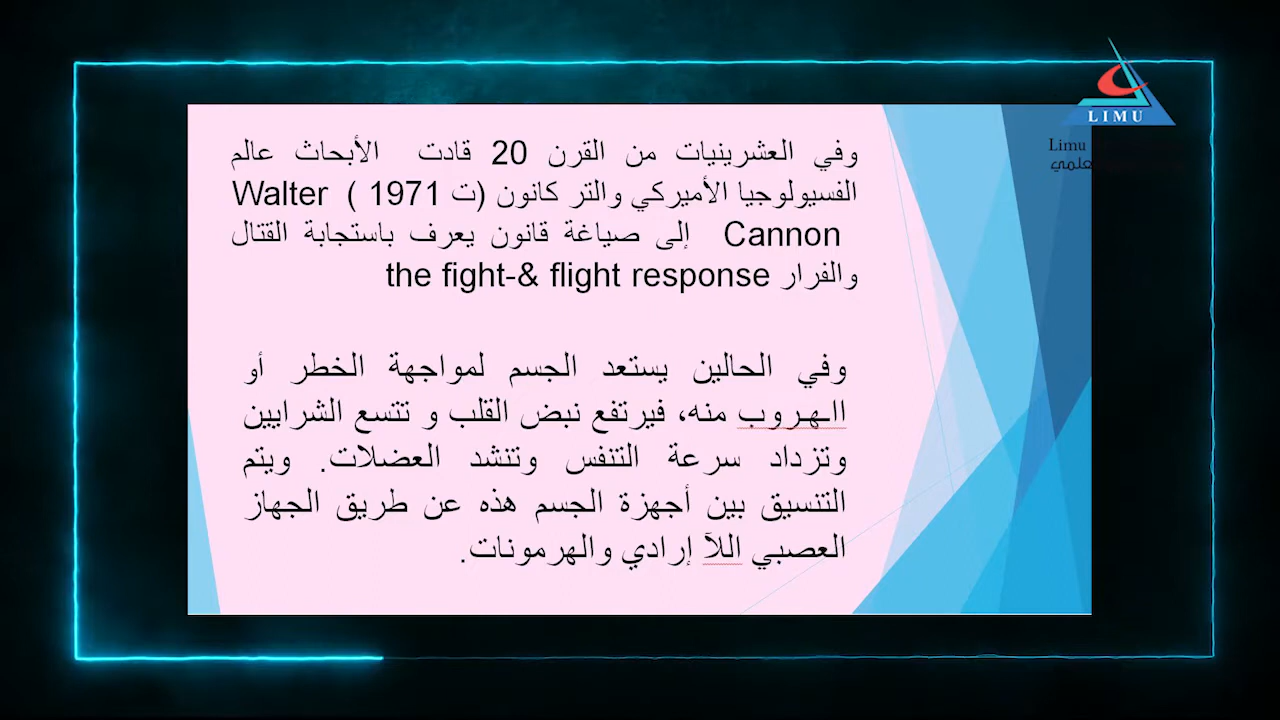 LIMU
Limu
علمي
وفي العشرينيات من القرن 20 قادت الأبحاث عالم
الفسيولوجيا الأميركي والتر كانون (ت 1971 ) Walter
Cannon إلى صياغة قانون يعرف باستجابة القتال
والفرار the fight-& flight response
وفي الحالين يستعد الجسم لمواجهة الخطر أو
االهروب منه، فيرتفع نبض القلب و تتسع الشرايين
وتزداد سرعة التنفس وتنشد العضلات. ويتم
التنسيق بين أجهزة الجسم هذه عن طريق الجهاز
العصبي اللآ إرادي والهرمونات.